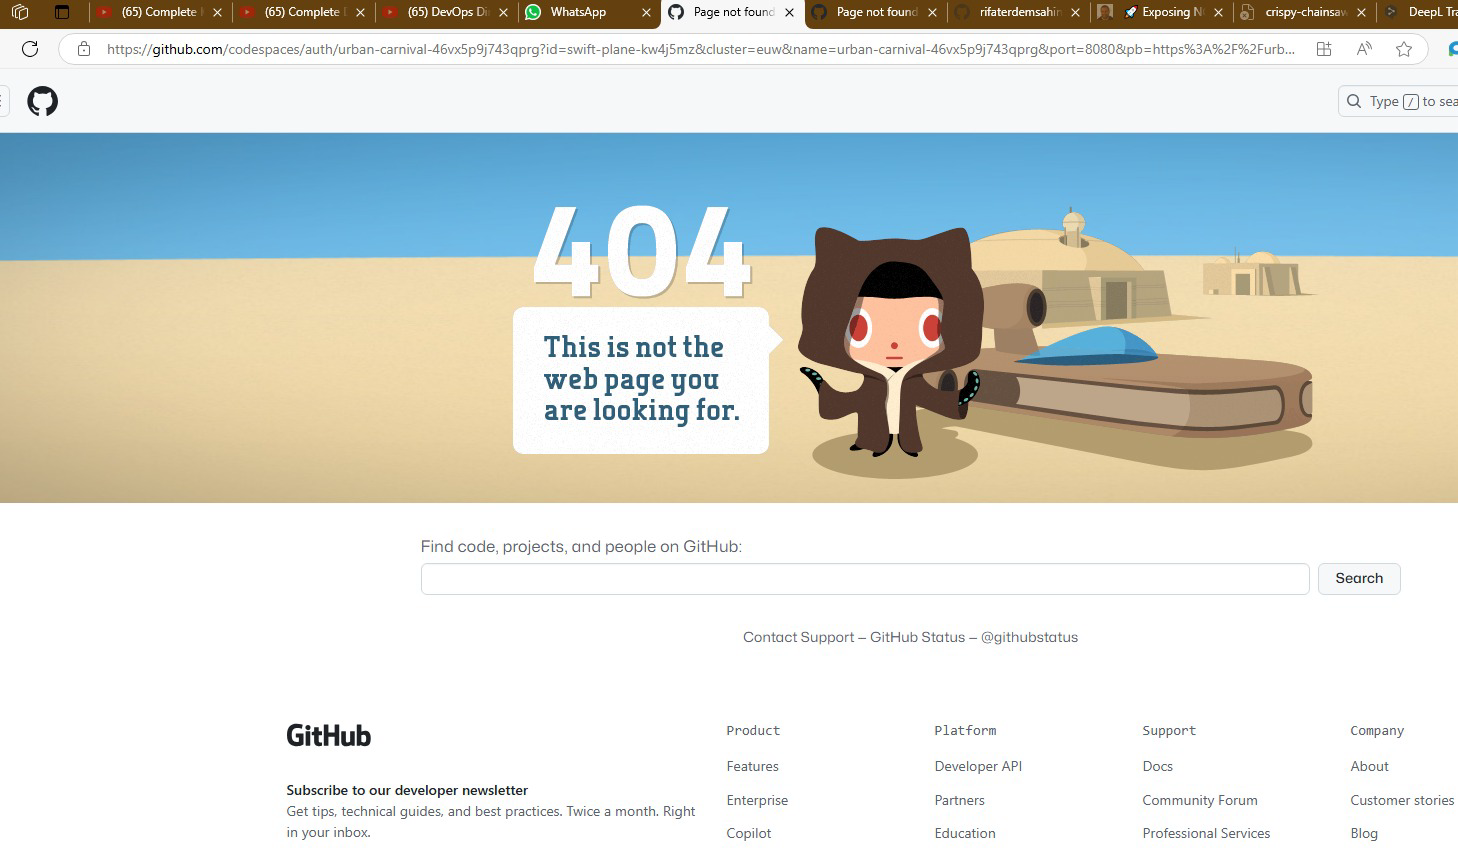 (65) Complete
(65) Complete
(65) DevOps Di
WhatsApp
Page not found
Page not found
rifaterdemsahin
Exposing N
crispy-chainsaw
DeepL Tra
https://github.com/codespaces/auth/urban-carnival-46vx5p9j743qprg?id=swift-plane-kw4j5mz&cluster=euw&name=urban-carnival-46vx5p9j743qprg&port=8080&pb=https%3A%2F%2Furb...
Type / to sea
404
This is not the
web page you
are looking for.
Find code, projects, and people on GitHub:
Search
Contact Support — GitHub Status — @githubstatus
GitHub
Subscribe to our developer newsletter
Get tips, technical guides, and best practices. Twice a month. Right
in your inbox.
Product
Features
Enterprise
Copilot
Platform
Developer API
Partners
Education
Support
Docs
Community Forum
Professional Services
Company
About
Customer stories
Blog